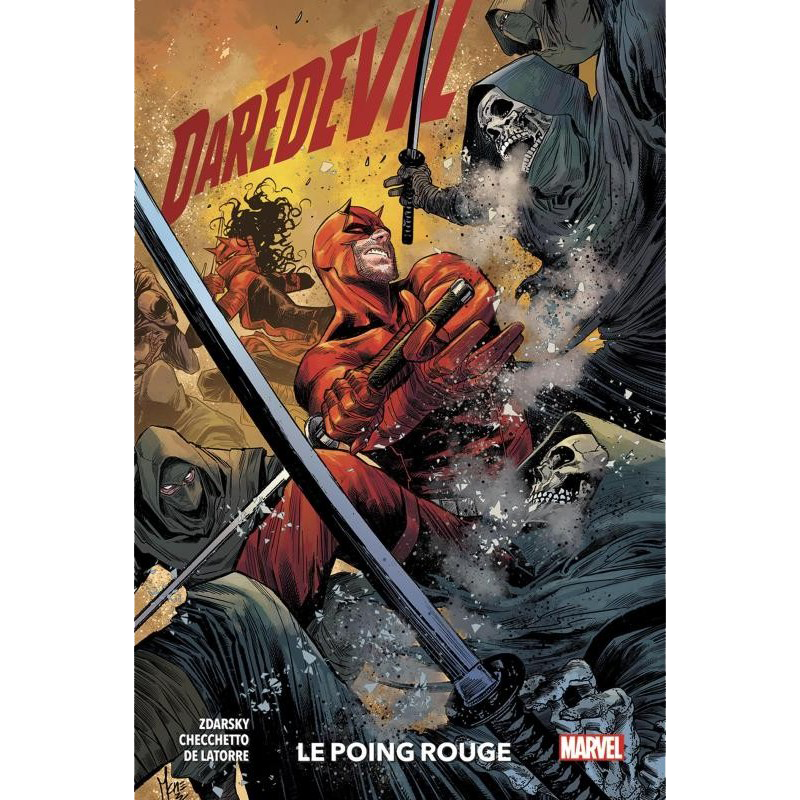 DAREDEVIL
ZDARSKY
CHECCHETTO
DE LATORRE
LE POING ROUGE
MARVEL